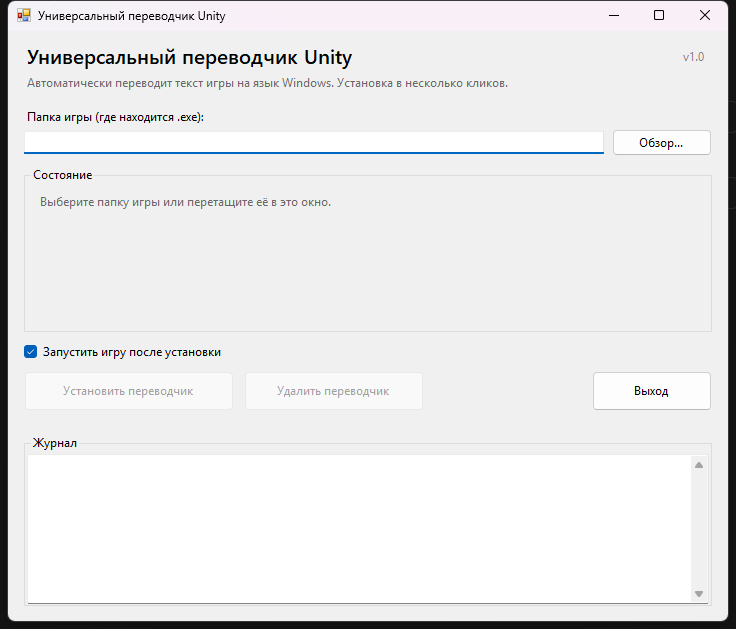 Универсальный переводчик Unity
Универсальный переводчик Unity
v1.0
Автоматически переводит текст игры на язык Windows. Установка в несколько кликов.
Папка игры (где находится .exe):
Обзор...
Состояние
Выберите папку игры или перетащите её в это окно.
Запустить игру после установки
Установить переводчик
Удалить переводчик
Выход
Журнал